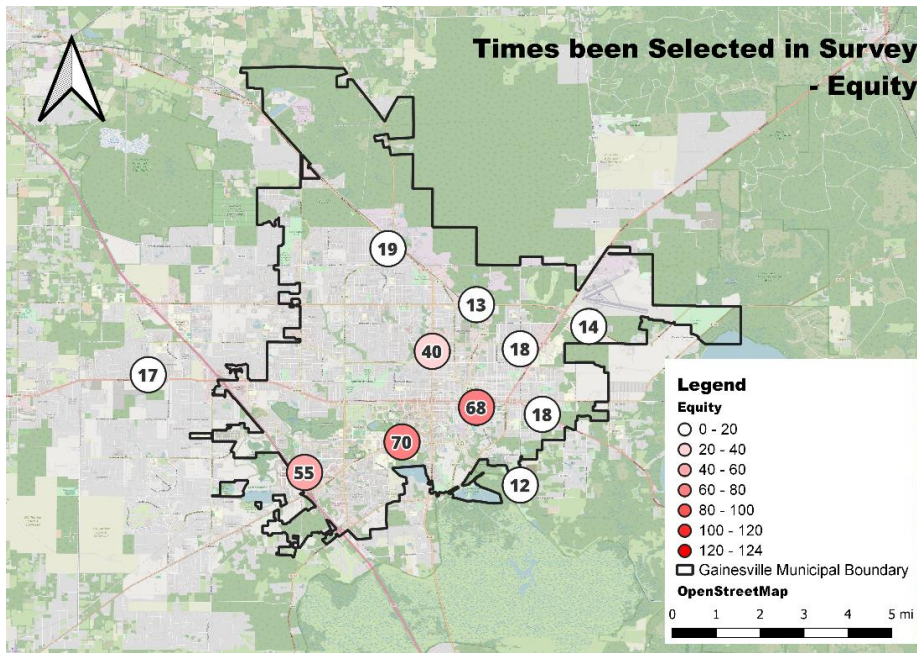 Times been Selected in Survey
- Equity
19
13
14
40
18
17
68
18
70
55
12
Legend
Equity
0 - 20
20 - 40
40 - 60
60 - 80
80 - 100
100 - 120
120 - 124
Gainesville Municipal Boundary
OpenStreetMap
0 1 2 3 4 5 mi